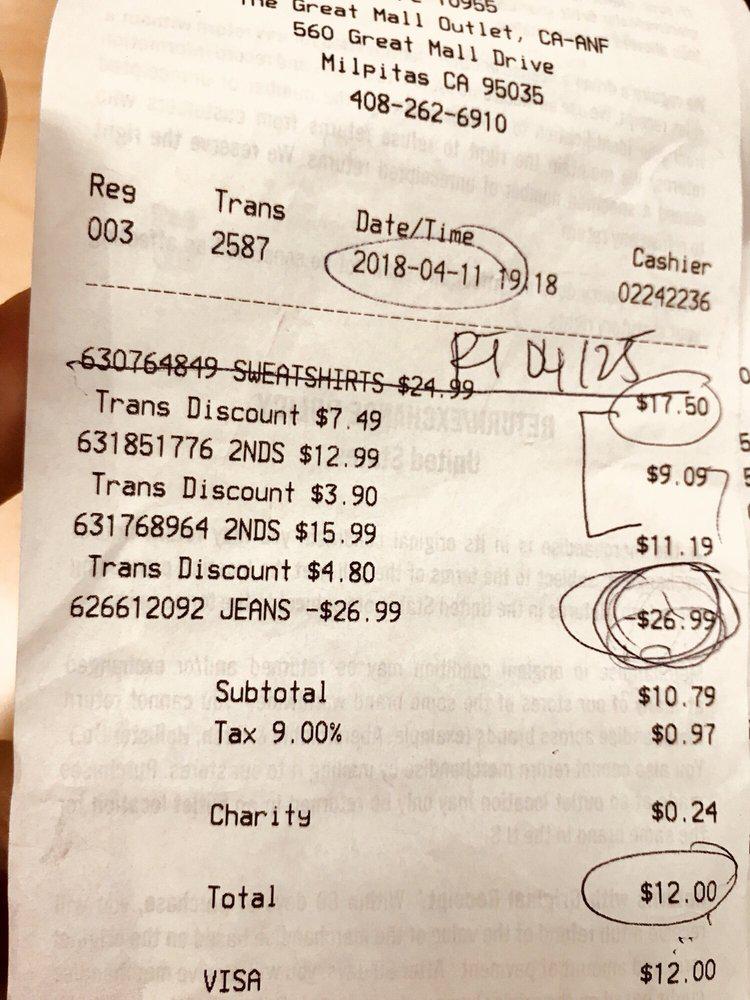 The Great Mall Outlet, CA-ANF
560 Great Mall Drive
Milpitas CA 95035
408-262-6910
Reg Trans Date/Time Cashier
003 2587 2018-04-11 19:18 02242236
04/25
630764849 SWEATSHIRTS $24.99 $17.50
Trans Discount $7.49
631851776 2NDS $12.99 $9.09
Trans Discount $3.90
631768964 2NDS $15.99 $11.19
Trans Discount $4.80
626612092 JEANS -$26.99 -$26.99
Subtotal $10.79
Tax 9.00% $0.97
Charity $0.24
Total $12.00
VISA $12.00